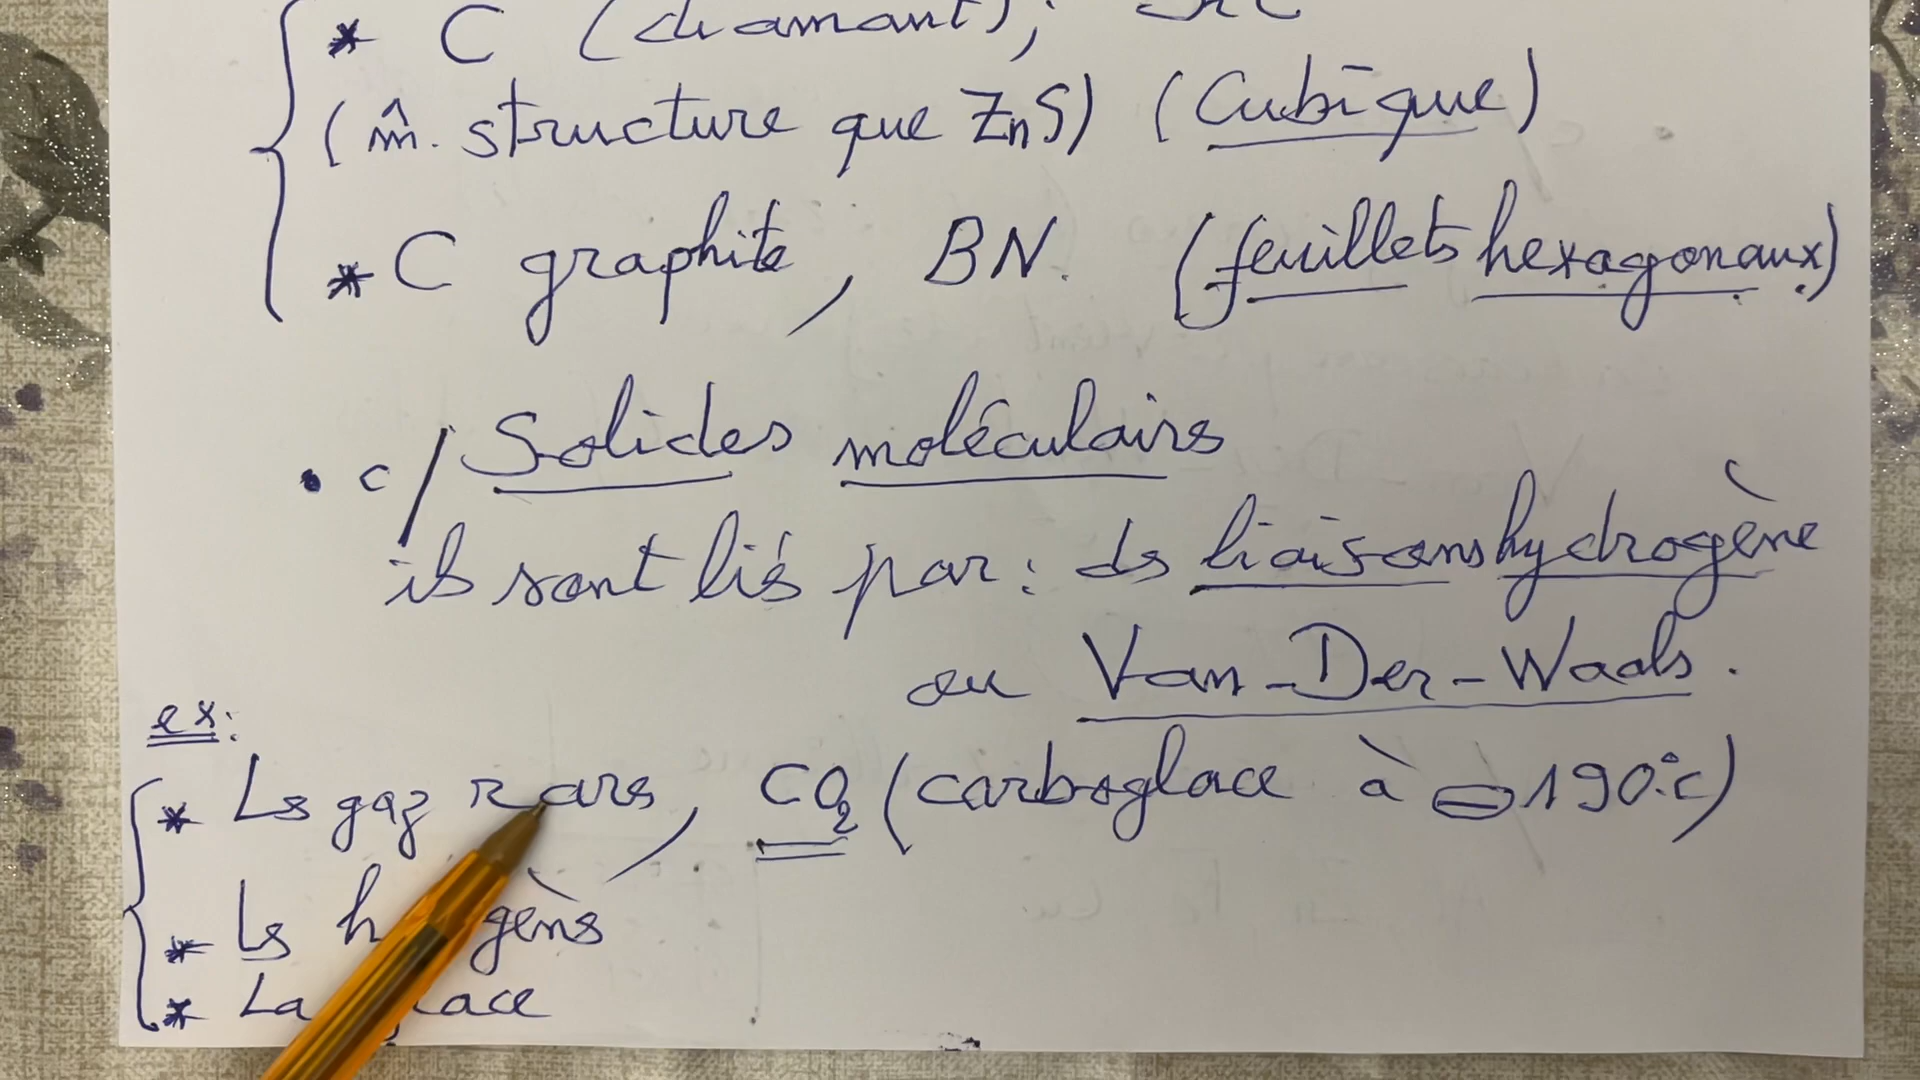 * C (diamant);
(m̂. structure que ZnS) (Cubique)
* C graphite, BN. (feuillets hexagonaux)
• c/ Solides moléculairs
ils sont liés par : ds liaisons hydrogène
ou Van-Der-Waals.
ex:
* Ls gaz rars, CO₂ (carboglace à -190°c)
* Ls
* La